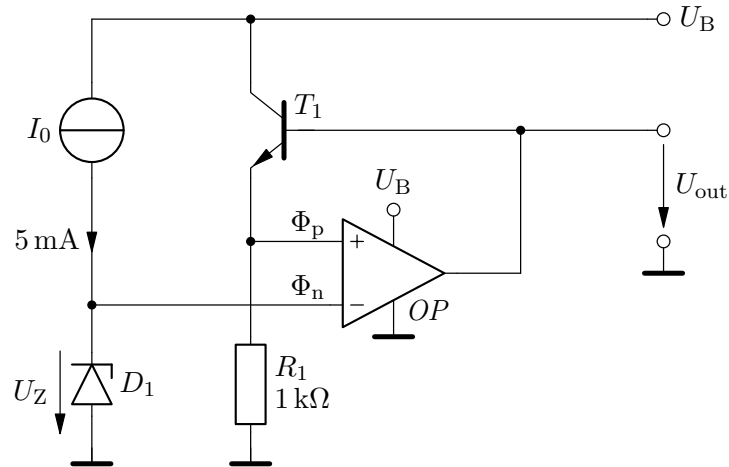 U_B
I_0
T_1
U_B
U_out
5 mA
Φ_p
+
Φ_n
−
OP
U_Z
D_1
R_1
1 kΩ